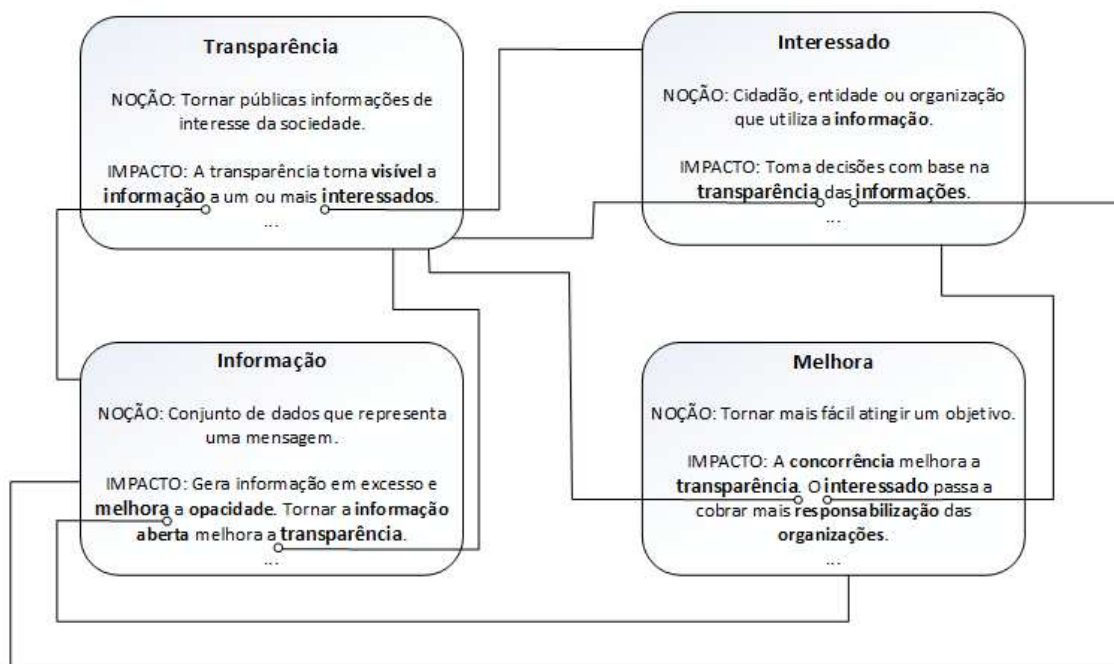 Transparência
NOÇÃO: Tornar públicas informações de
interesse da sociedade.
IMPACTO: A transparência torna visível a
informação a um ou mais interessados.
...
Interessado
NOÇÃO: Cidadão, entidade ou organização
que utiliza a informação.
IMPACTO: Toma decisões com base na
transparência das informações.
...
Informação
NOÇÃO: Conjunto de dados que representa
uma mensagem.
IMPACTO: Gera informação em excesso e
melhora a opacidade. Tornar a informação
aberta melhora a transparência.
...
Melhora
NOÇÃO: Tornar mais fácil atingir um objetivo.
IMPACTO: A concorrência melhora a
transparência. O interessado passa a
cobrar mais responsabilização das
organizações.
...